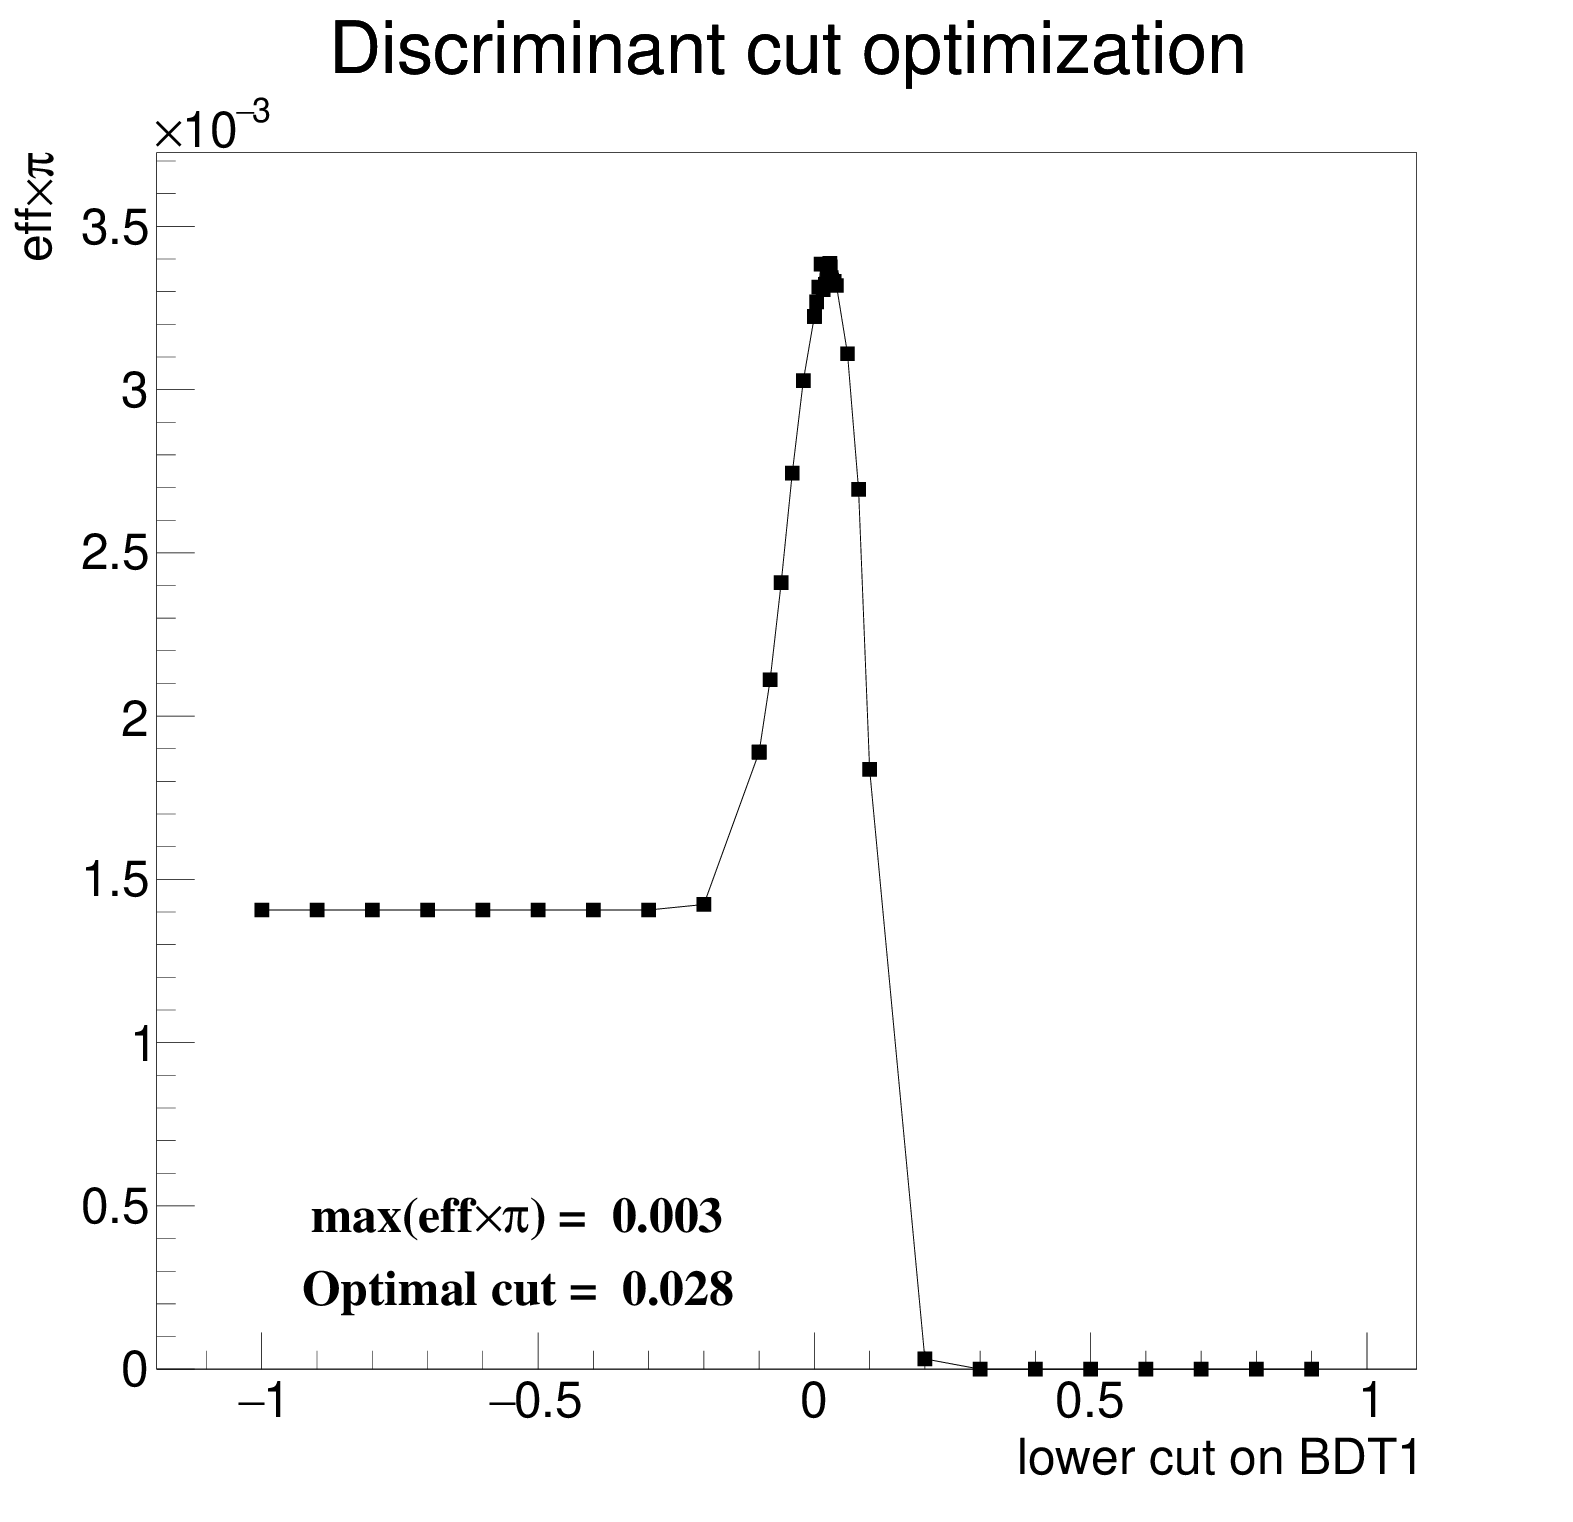 Discriminant cut optimization
×10−3
eff×π
3.5
3
2.5
2
1.5
1
0.5
0
max(eff×π) = 0.003
Optimal cut = 0.028
−1 −0.5 0 0.5 1
lower cut on BDT1